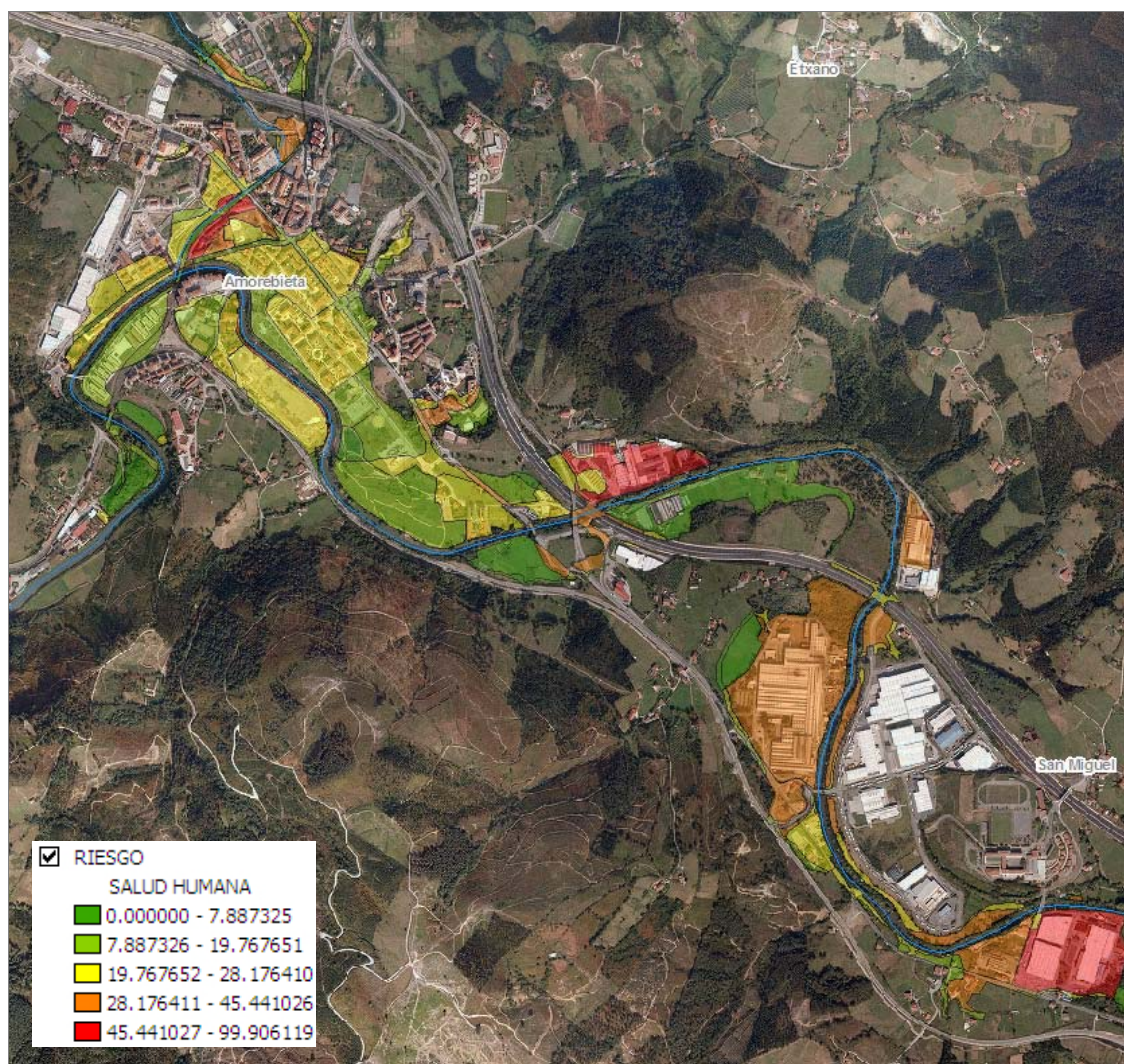 Etxano
Amorebieta
San Miguel
RIESGO
SALUD HUMANA
0.000000 - 7.887325
7.887326 - 19.767651
19.767652 - 28.176410
28.176411 - 45.441026
45.441027 - 99.906119